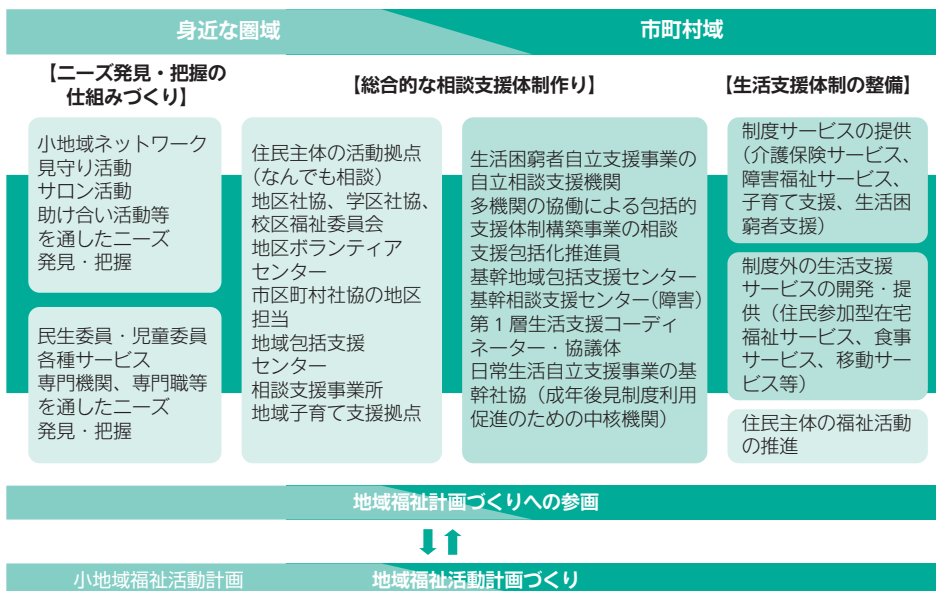 身近な圏域
市町村域
【ニーズ発見・把握の
仕組みづくり】
【総合的な相談支援体制作り】
【生活支援体制の整備】
小地域ネットワーク
見守り活動
サロン活動
助け合い活動等
を通したニーズ
発見・把握
民生委員・児童委員
各種サービス
専門機関、専門職等
を通したニーズ
発見・把握
住民主体の活動拠点
(なんでも相談)
地区社協、学区社協、
校区福祉委員会
地区ボランティア
センター
市区町村社協の地区
担当
地域包括支援
センター
相談支援事業所
地域子育て支援拠点
生活困窮者自立支援事業の
自立相談支援機関
多機関の協働による包括的
支援体制構築事業の相談
支援包括化推進員
基幹地域包括支援センター
基幹相談支援センター(障害)
第1層生活支援コーディ
ネーター・協議体
日常生活自立支援事業の基
幹社協(成年後見制度利用
促進のための中核機関)
制度サービスの提供
(介護保険サービス、
障害福祉サービス、
子育て支援、生活困
窮者支援)
制度外の生活支援
サービスの開発・提
供(住民参加型在宅
福祉サービス、食事
サービス、移動サー
ビス等)
住民主体の福祉活動
の推進
地域福祉計画づくりへの参画
小地域福祉活動計画
地域福祉活動計画づくり